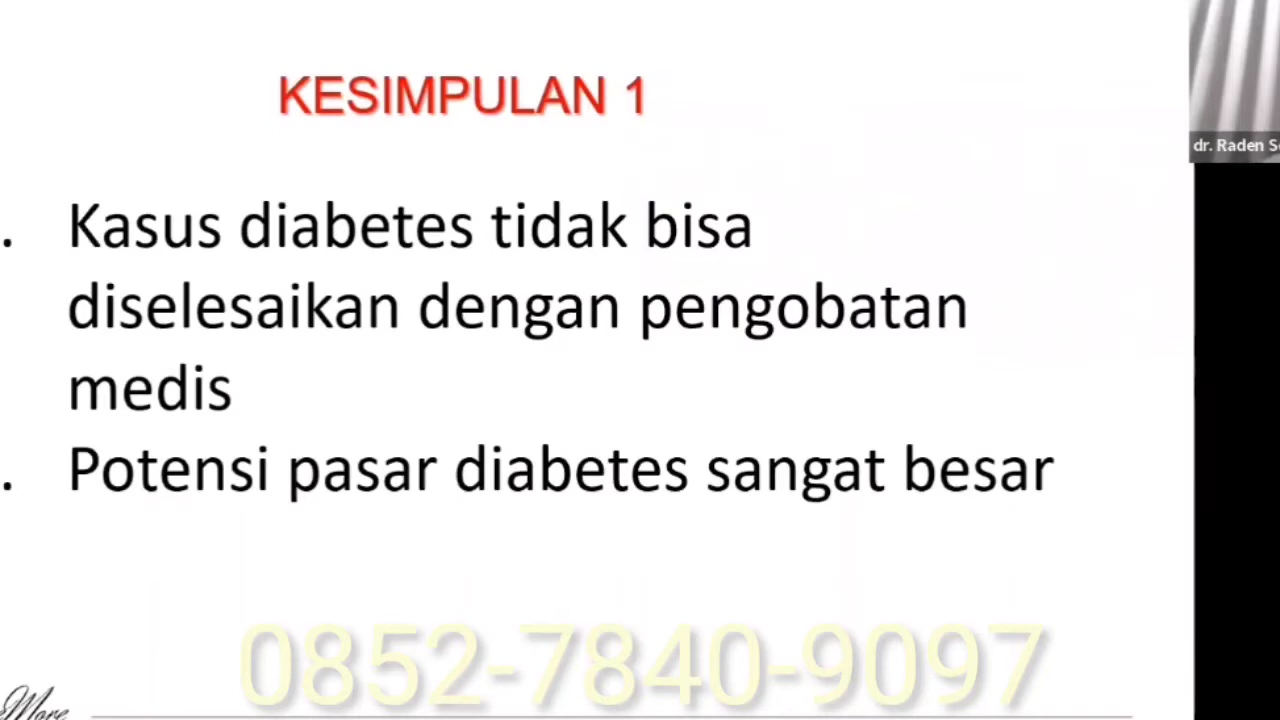 KESIMPULAN 1
dr. Raden
. Kasus diabetes tidak bisa
diselesaikan dengan pengobatan
medis
. Potensi pasar diabetes sangat besar
0852-7840-9097
More